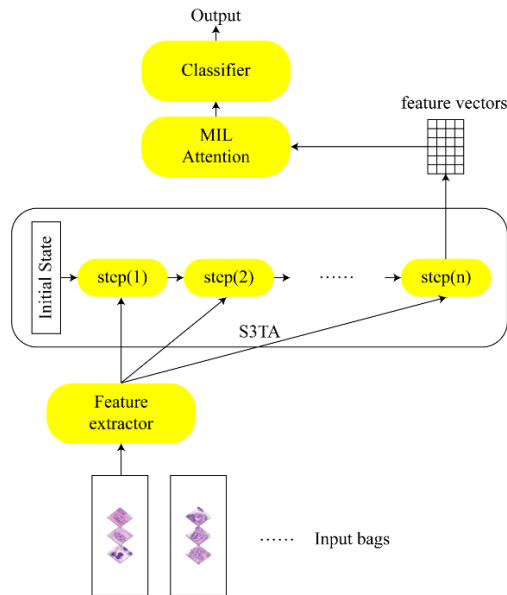 Output
Classifier
MIL
Attention
feature vectors
Initial State
step(1)
step(2)
......
step(n)
S3TA
Feature
extractor
...... Input bags